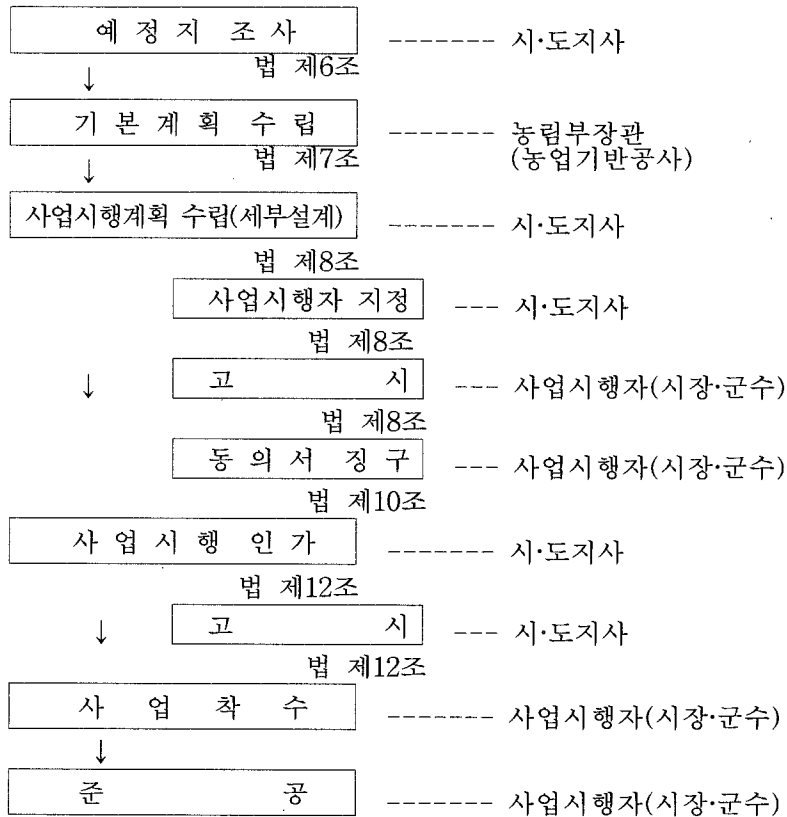 예 정 지 조 사 ------- 시·도지사
법 제6조
↓
기 본 계 획 수 립 ------- 농림부장관
법 제7조 (농업기반공사)
↓
사업시행계획 수립(세부설계) ------- 시·도지사
법 제8조
사업시행자 지정 --- 시·도지사
법 제8조
↓ 고 시 --- 사업시행자(시장·군수)
법 제8조
동 의 서 징 구 --- 사업시행자(시장·군수)
법 제10조
사 업 시 행 인 가 ------- 시·도지사
법 제12조
↓ 고 시 --- 시·도지사
법 제12조
사 업 착 수 ------- 사업시행자(시장·군수)
↓
준 공 ------- 사업시행자(시장·군수)